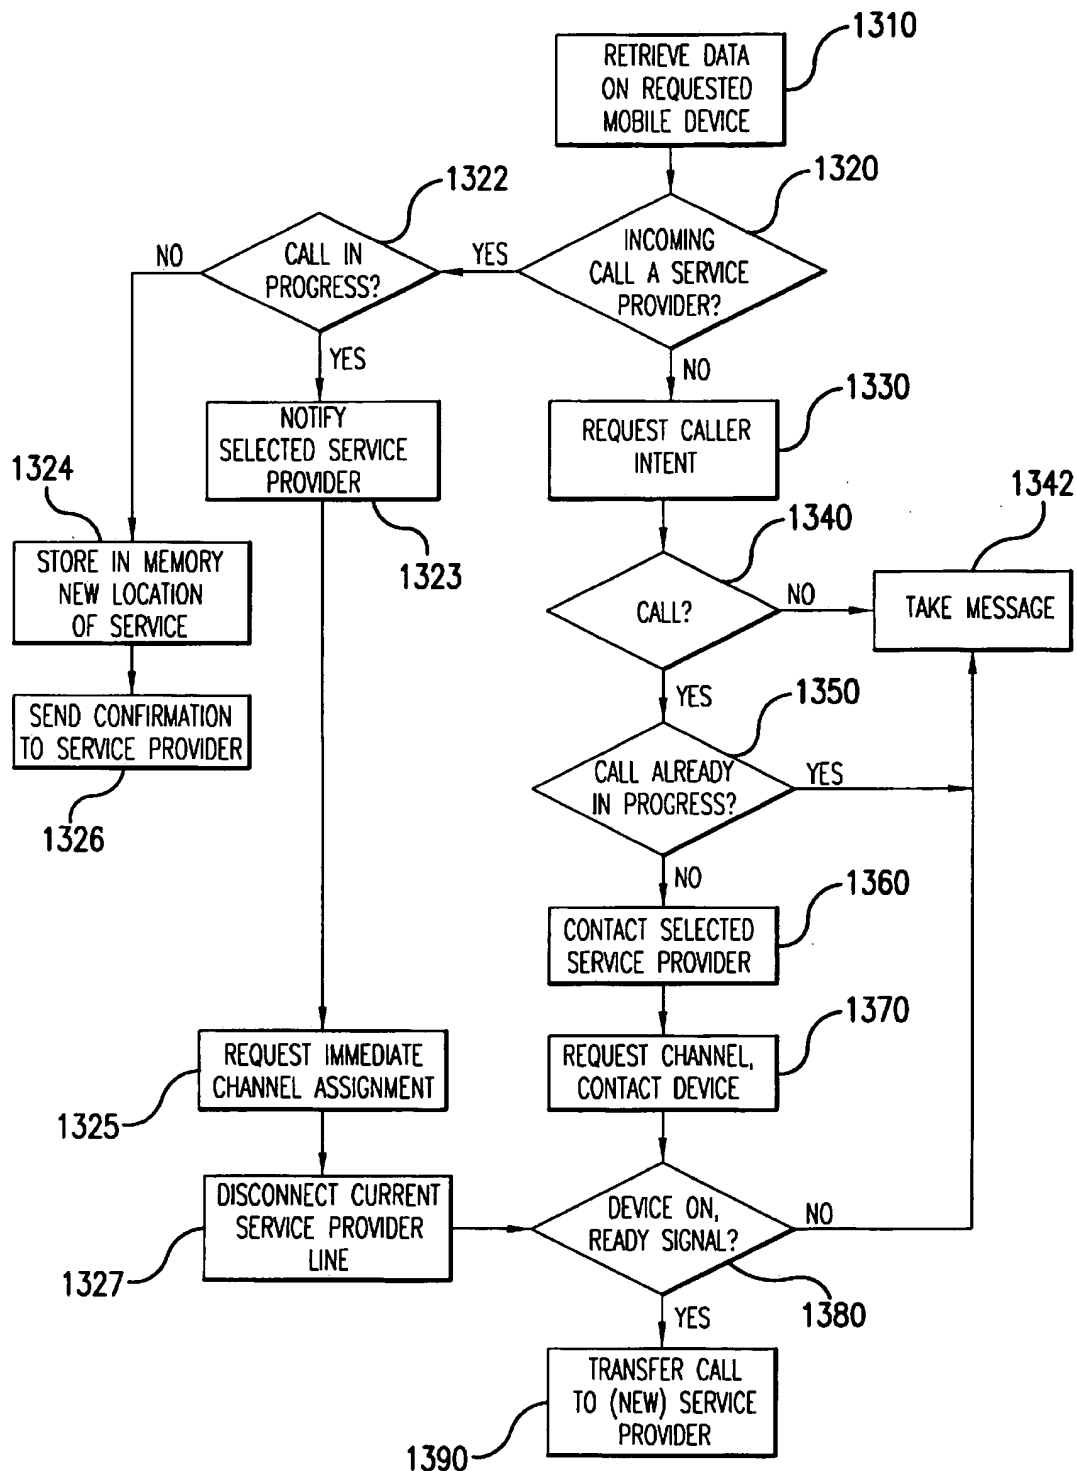 1310
RETRIEVE DATA
ON REQUESTED
MOBILE DEVICE
1322
1320
CALL IN
PROGRESS?
NO
YES
INCOMING
CALL A SERVICE
PROVIDER?
YES
NO
1330
NOTIFY
SELECTED SERVICE
PROVIDER
REQUEST CALLER
INTENT
1324
1323
1340
1342
STORE IN MEMORY
NEW LOCATION
OF SERVICE
CALL?
NO
TAKE MESSAGE
YES
1350
SEND CONFIRMATION
TO SERVICE PROVIDER
1326
CALL ALREADY
IN PROGRESS?
YES
NO
1360
CONTACT SELECTED
SERVICE PROVIDER
1370
REQUEST IMMEDIATE
CHANNEL ASSIGNMENT
1325
REQUEST CHANNEL,
CONTACT DEVICE
DISCONNECT CURRENT
SERVICE PROVIDER
LINE
1327
DEVICE ON,
READY SIGNAL?
NO
1380
YES
TRANSFER CALL
TO (NEW) SERVICE
PROVIDER
1390